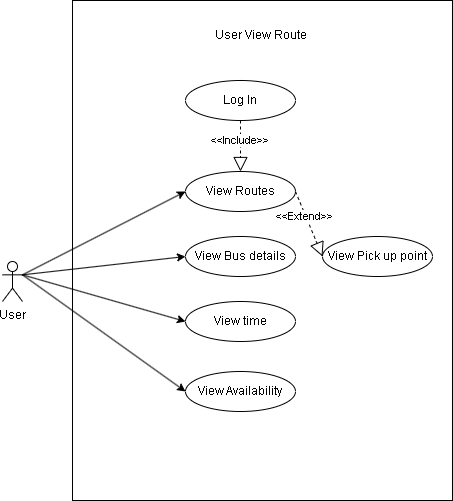 User View Route
Log In
<<Include>>
View Routes
<<Extend>>
View Bus details
View Pick up point
User
View time
View Availability